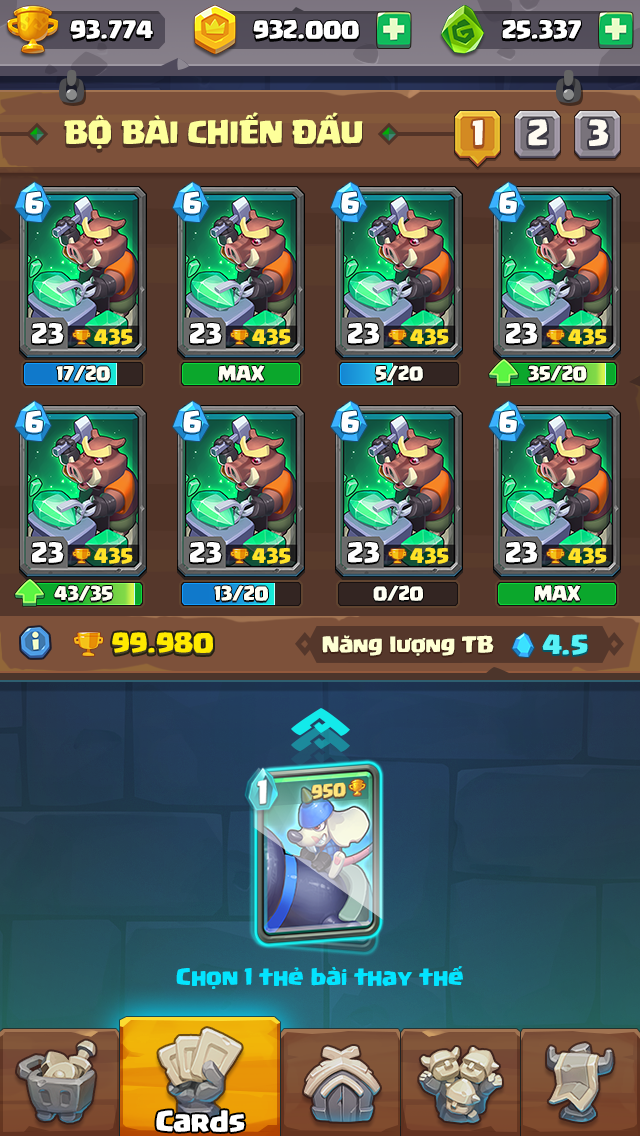 93.774 932.000 25.337
BỘ BÀI CHIẾN ĐẤU 1 2 3
6 6 6 6
23 435 23 435 23 435 23 435
17/20 MAX 5/20 35/20
6 6 6 6
23 435 23 435 23 435 23 435
43/35 13/20 0/20 MAX
99.980 Năng lượng TB 4.5
1 950
Chọn 1 thẻ bài thay thế
Cards